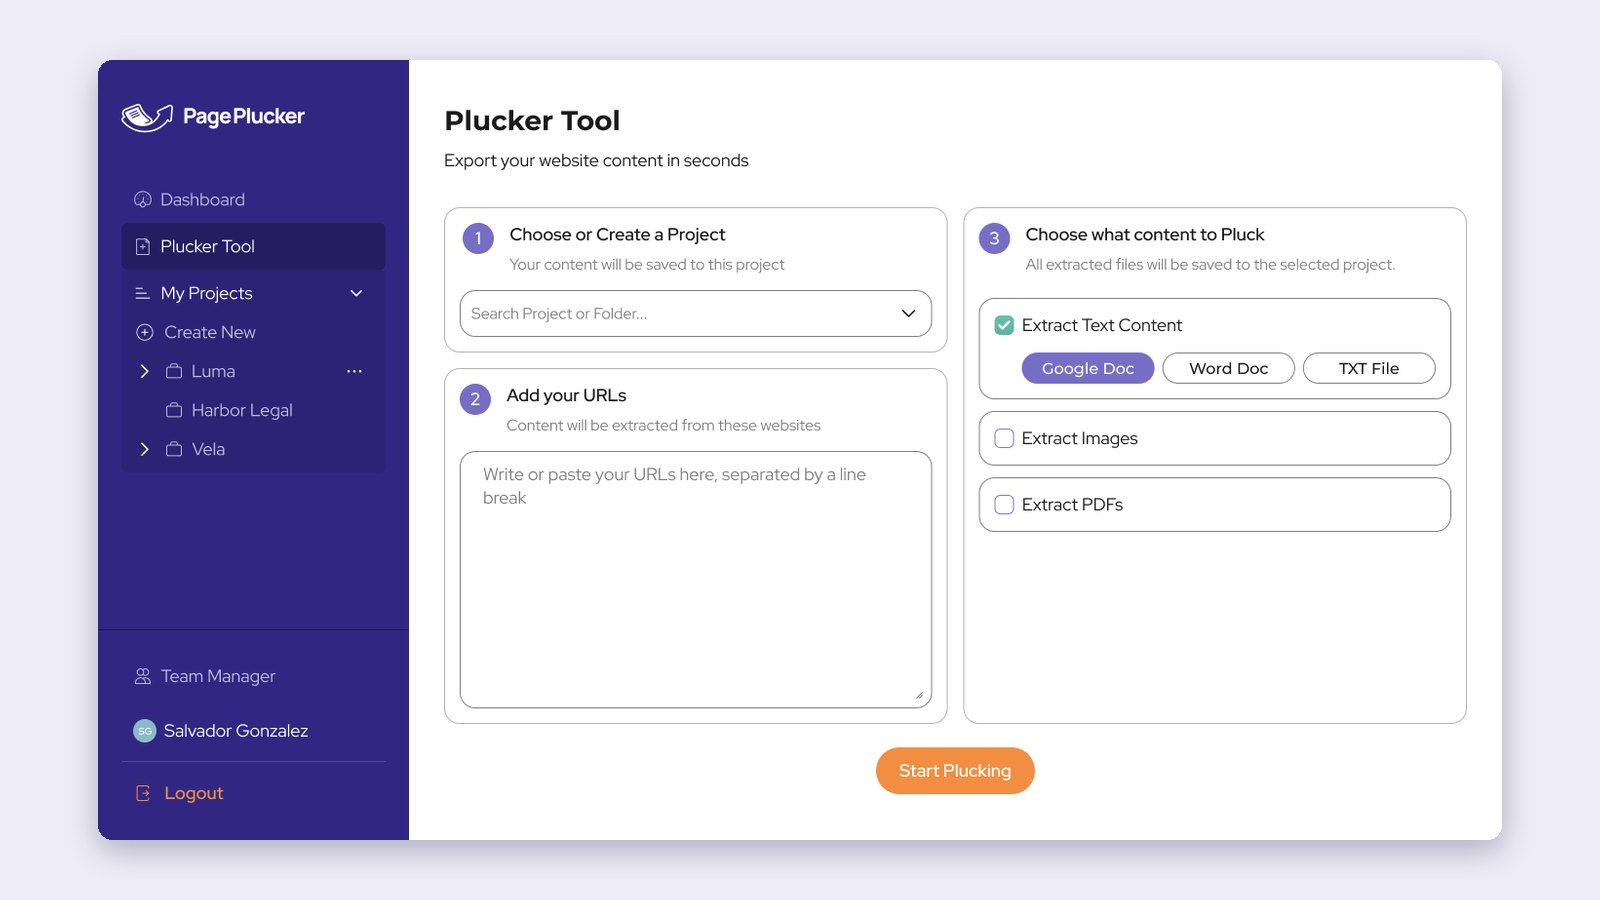 PagePlucker
Dashboard
Plucker Tool
My Projects
Create New
Luma
Harbor Legal
Vela
Team Manager
SG
Salvador Gonzalez
Logout
Plucker Tool
Export your website content in seconds
1
Choose or Create a Project
Your content will be saved to this project
Search Project or Folder...
2
Add your URLs
Content will be extracted from these websites
Write or paste your URLs here, separated by a line
break
3
Choose what content to Pluck
All extracted files will be saved to the selected project.
Extract Text Content
Google Doc
Word Doc
TXT File
Extract Images
Extract PDFs
Start Plucking